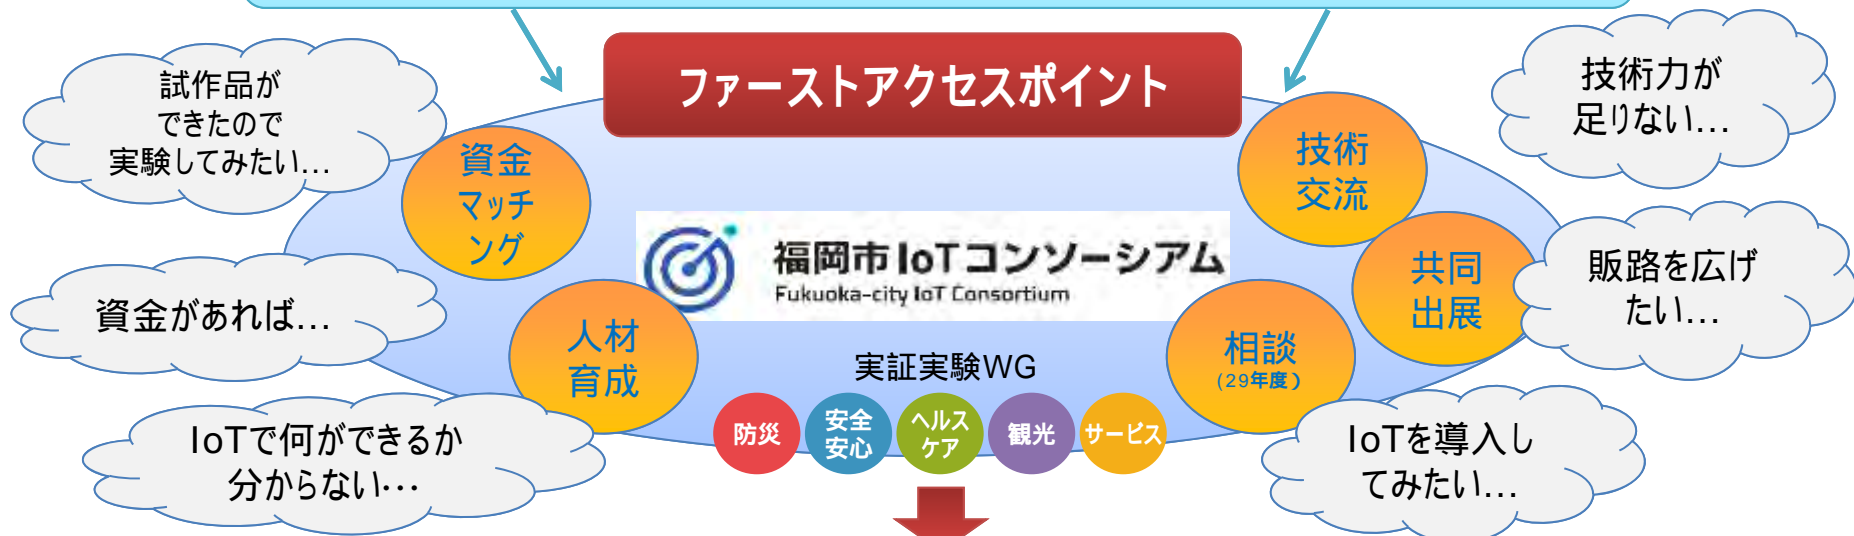 ファーストアクセスポイント
試作品が
できたので
実験してみたい…
資金
マッチ
ング
技術
交流
技術力が
足りない…
福岡市IoTコンソーシアム
Fukuoka-city IoT Consortium
共同
出展
販路を広げ
たい…
資金があれば…
人材
育成
実証実験WG
相談
(29年度)
防災
安全
安心
ヘルス
ケア
観光
サービス
IoTで何ができるか
分からない…
IoTを導入し
てみたい…